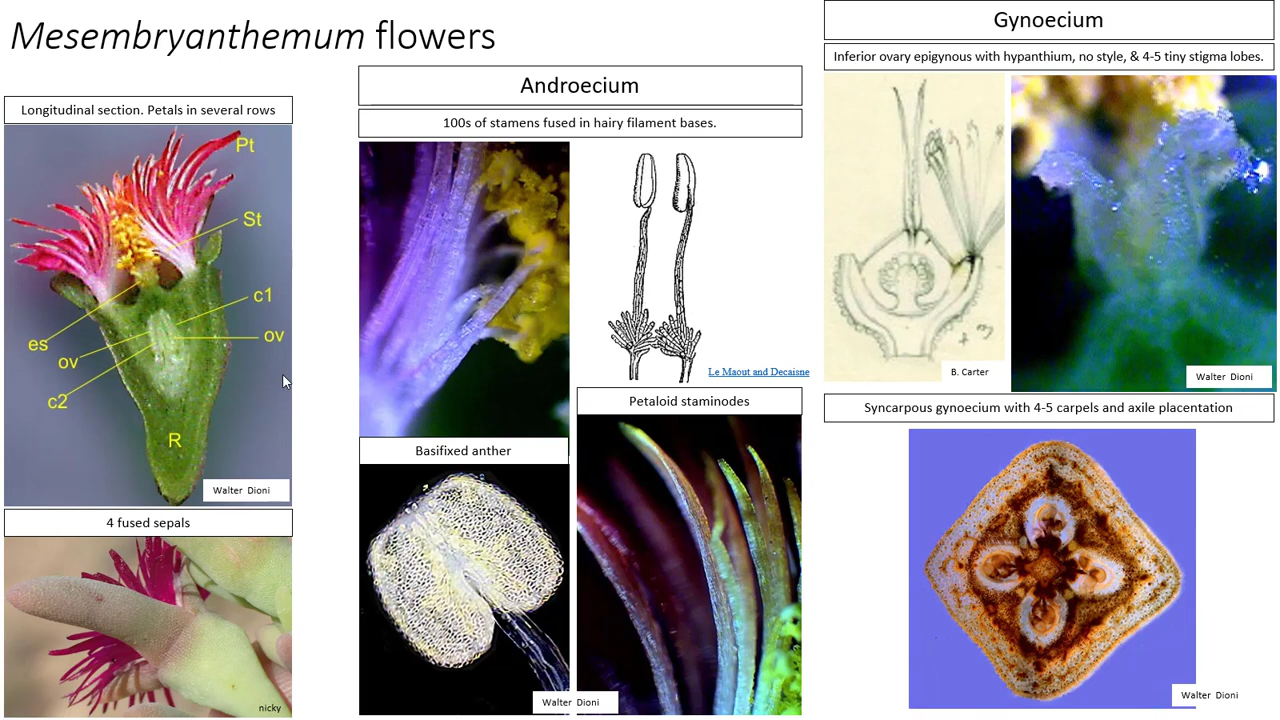 Mesembryanthemum flowers
Longitudinal section. Petals in several rows
Pt
St
c1
ov
es
ov
c2
R
Walter Dioni
4 fused sepals
nicky
Androecium
100s of stamens fused in hairy filament bases.
Le Maout and Decaisne
Basifixed anther
Petaloid staminodes
Walter Dioni
Gynoecium
Inferior ovary epigynous with hypanthium, no style, & 4-5 tiny stigma lobes.
B. Carter
Walter Dioni
Syncarpous gynoecium with 4-5 carpels and axile placentation
Walter Dioni